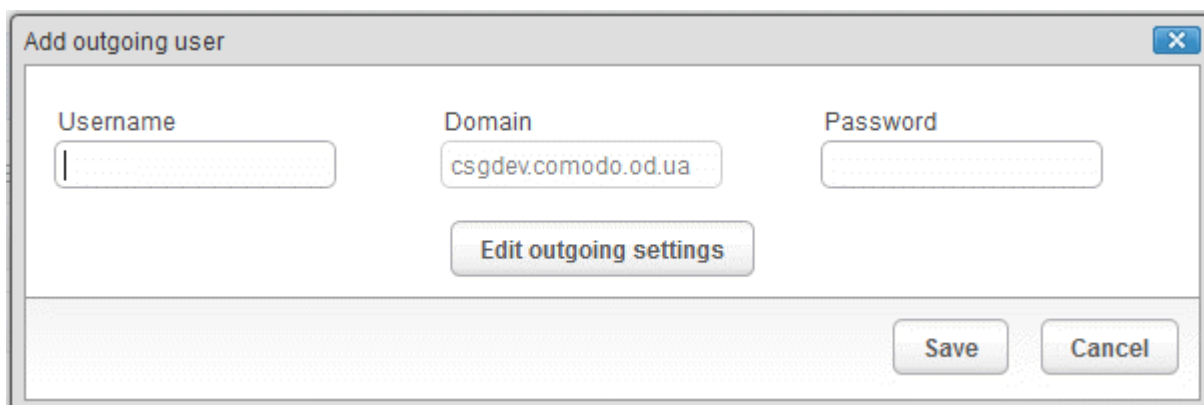 Add outgoing user
Username Domain Password
csgdev.comodo.od.ua
Edit outgoing settings
Save Cancel